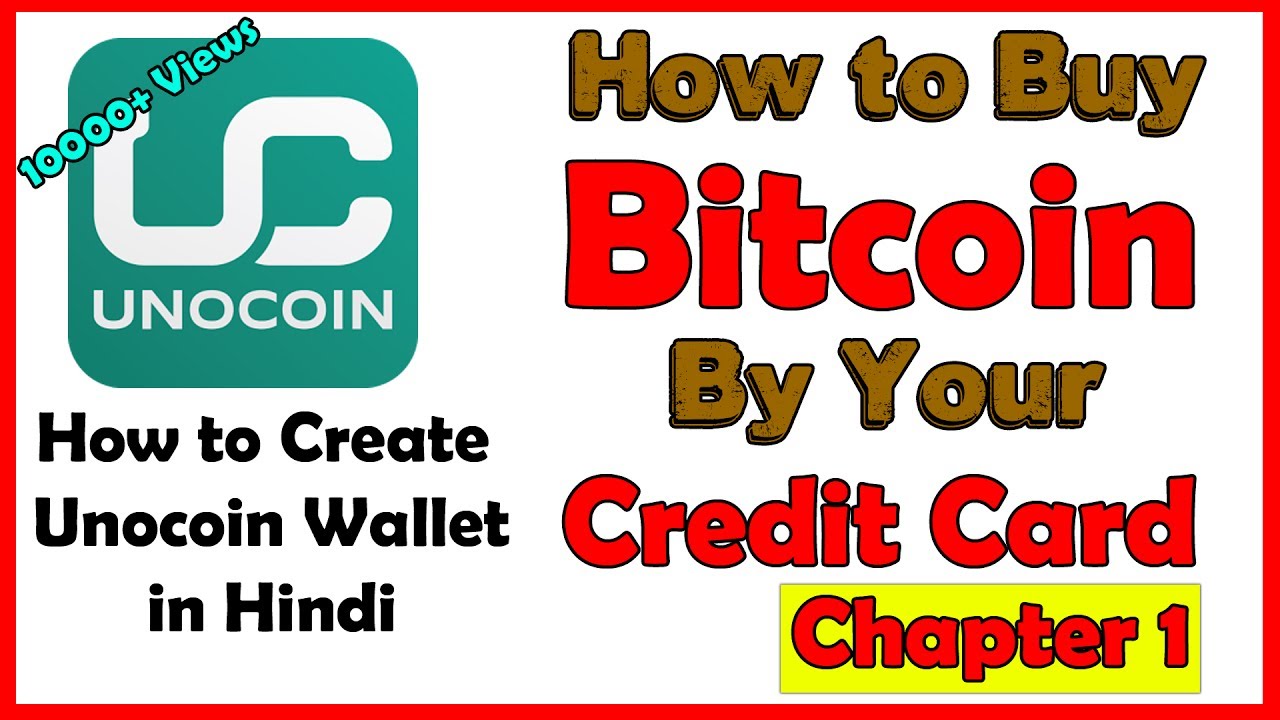 10000+ Views
UC
UNOCOIN
How to Create
Unocoin Wallet
in Hindi
How to Buy
Bitcoin
By Your
Credit Card
Chapter 1